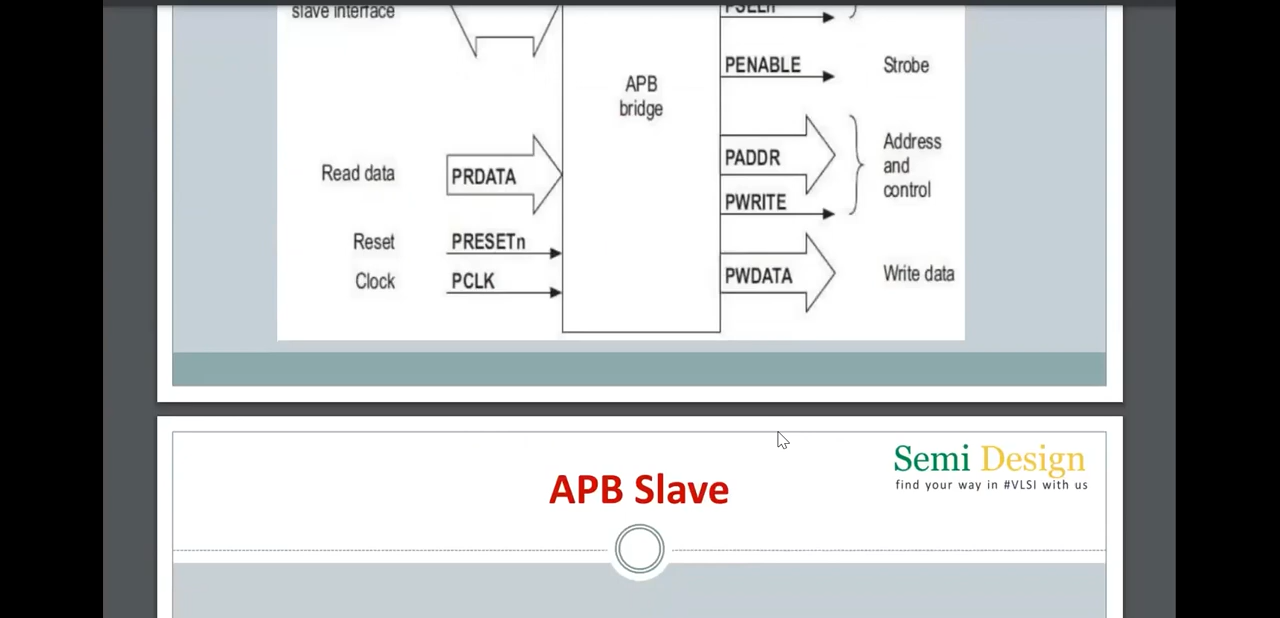 slave interface
PSELn
PENABLE
Strobe
APB
bridge
Read data
PRDATA
PADDR
PWRITE
Address
and
control
Reset
PRESETn
Clock
PCLK
PWDATA
Write data
APB Slave
Semi Design
find your way in #VLSI with us